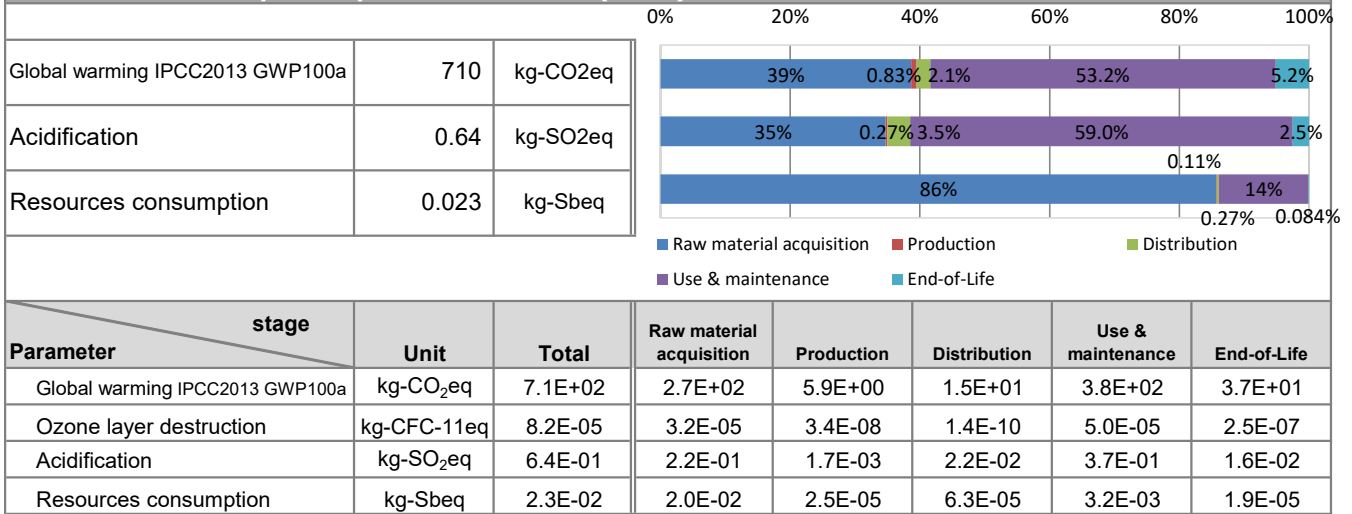 0% 20% 40% 60% 80% 100%
Global warming IPCC2013 GWP100a 710 kg-CO2eq
39% 0.83% 2.1% 53.2% 5.2%
Acidification 0.64 kg-SO2eq
35% 0.27% 3.5% 59.0% 2.5%
0.11%
Resources consumption 0.023 kg-Sbeq
86% 14%
0.27% 0.084%
Raw material acquisition Production Distribution
Use & maintenance End-of-Life
stage
Parameter Unit Total Raw material acquisition Production Distribution Use & maintenance End-of-Life
Global warming IPCC2013 GWP100a kg-CO₂eq 7.1E+02 2.7E+02 5.9E+00 1.5E+01 3.8E+02 3.7E+01
Ozone layer destruction kg-CFC-11eq 8.2E-05 3.2E-05 3.4E-08 1.4E-10 5.0E-05 2.5E-07
Acidification kg-SO₂eq 6.4E-01 2.2E-01 1.7E-03 2.2E-02 3.7E-01 1.6E-02
Resources consumption kg-Sbeq 2.3E-02 2.0E-02 2.5E-05 6.3E-05 3.2E-03 1.9E-05